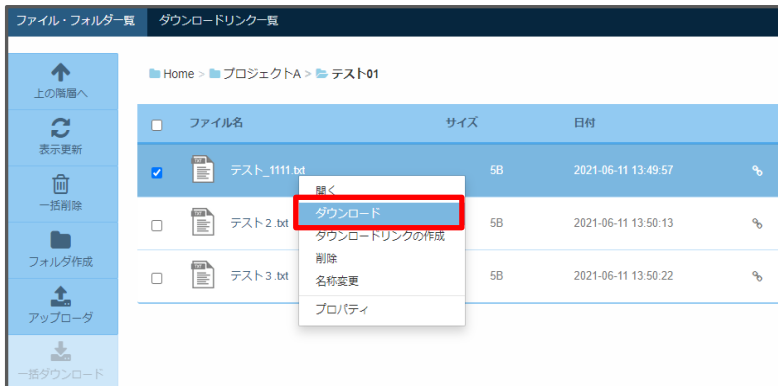 ファイル・フォルダ一覧 ダウンロードリンク一覧
上の階層へ
Home > プロジェクトA > テスト01
表示更新
ファイル名 サイズ 日付
一括削除
テスト_1111.txt 5B 2021-06-11 13:49:57
開く
ダウンロード
フォルダ作成
テスト2.txt 5B 2021-06-11 13:50:13
ダウンロードリンクの作成
削除
テスト3.txt 5B 2021-06-11 13:50:22
名称変更
アップローダ
プロパティ
一括ダウンロード
TXT
TXT
TXT